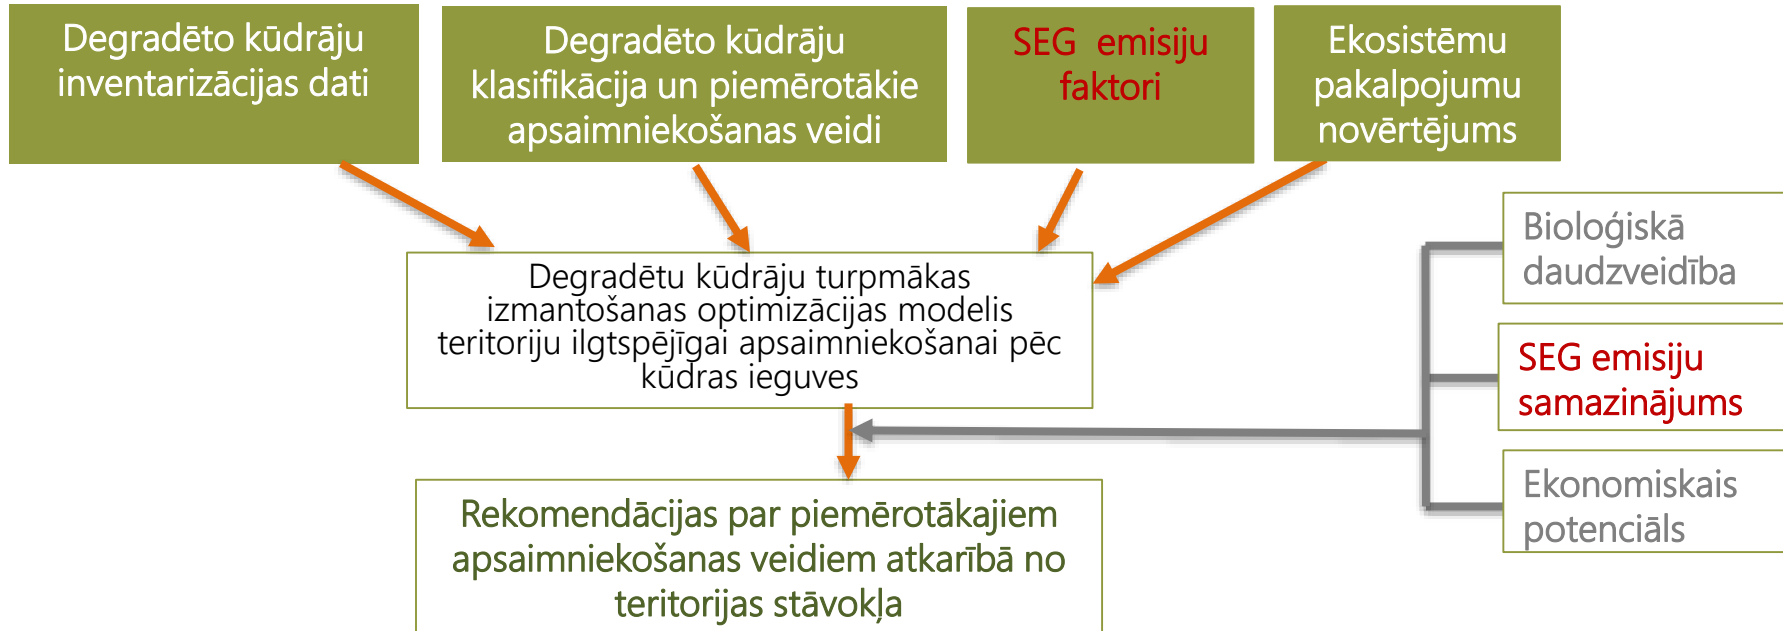 Degradēto kūdrāju
inventarizācijas dati
Degradēto kūdrāju
klasifikācija un piemērotākie
apsaimniekošanas veidi
SEG emisiju
faktori
Ekosistēmu
pakalpojumu
novērtējums
Degradētu kūdrāju turpmākas
izmantošanas optimizācijas modelis
teritoriju ilgtspējīgai apsaimniekošanai pēc
kūdras ieguves
Bioloģiskā
daudzveidība
SEG emisiju
samazinājums
Ekonomiskais
potenciāls
Rekomendācijas par piemērotākajiem
apsaimniekošanas veidiem atkarībā no
teritorijas stāvokļa